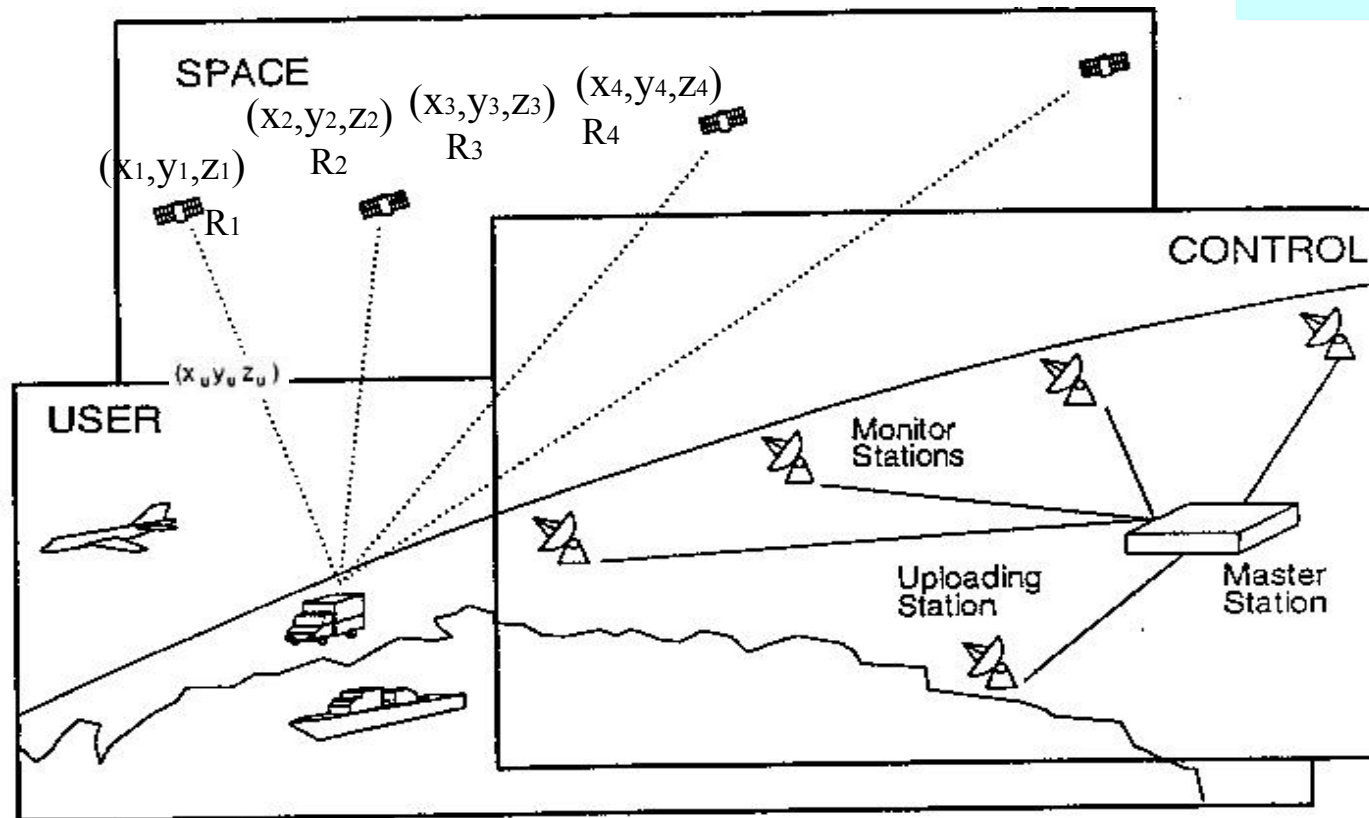 SPACE
(x1,y1,z1)
R1
(x2,y2,z2)
R2
(x3,y3,z3)
R3
(x4,y4,z4)
R4
CONTROL
(xu yu zu)
USER
Monitor
Stations
Uploading
Station
Master
Station